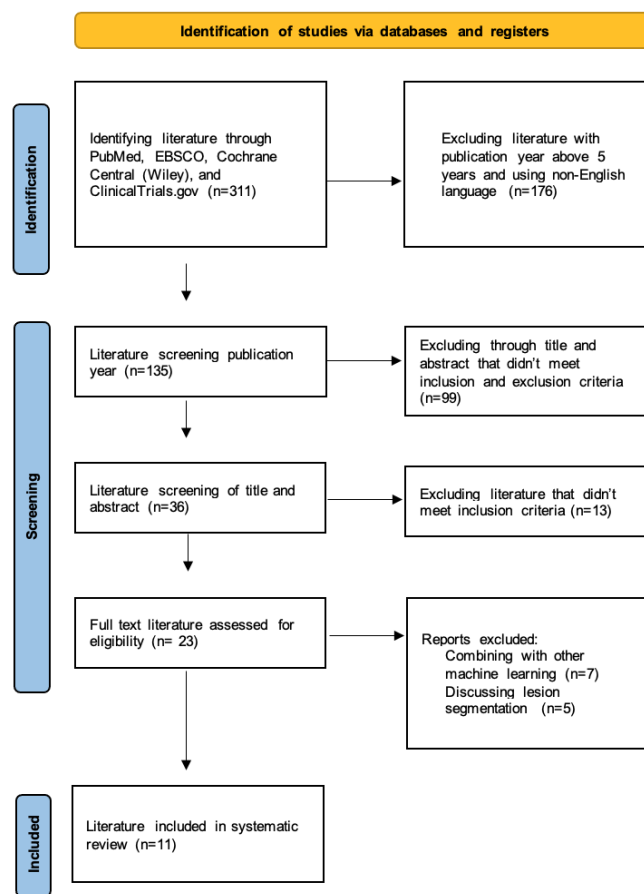 Identification of studies via databases and registers
Identification
Identifying literature through
PubMed, EBSCO, Cochrane
Central (Wiley), and
ClinicalTrials.gov (n=311)
Excluding literature with
publication year above 5
years and using non-English
language (n=176)
Screening
Literature screening publication
year (n=135)
Excluding through title and
abstract that didn't meet
inclusion and exclusion criteria
(n=99)
Literature screening of title and
abstract (n=36)
Excluding literature that didn't
meet inclusion criteria (n=13)
Full text literature assessed for
eligibility (n= 23)
Reports excluded:
Combining with other
machine learning (n=7)
Discussing lesion
segmentation (n=5)
Included
Literature included in systematic
review (n=11)